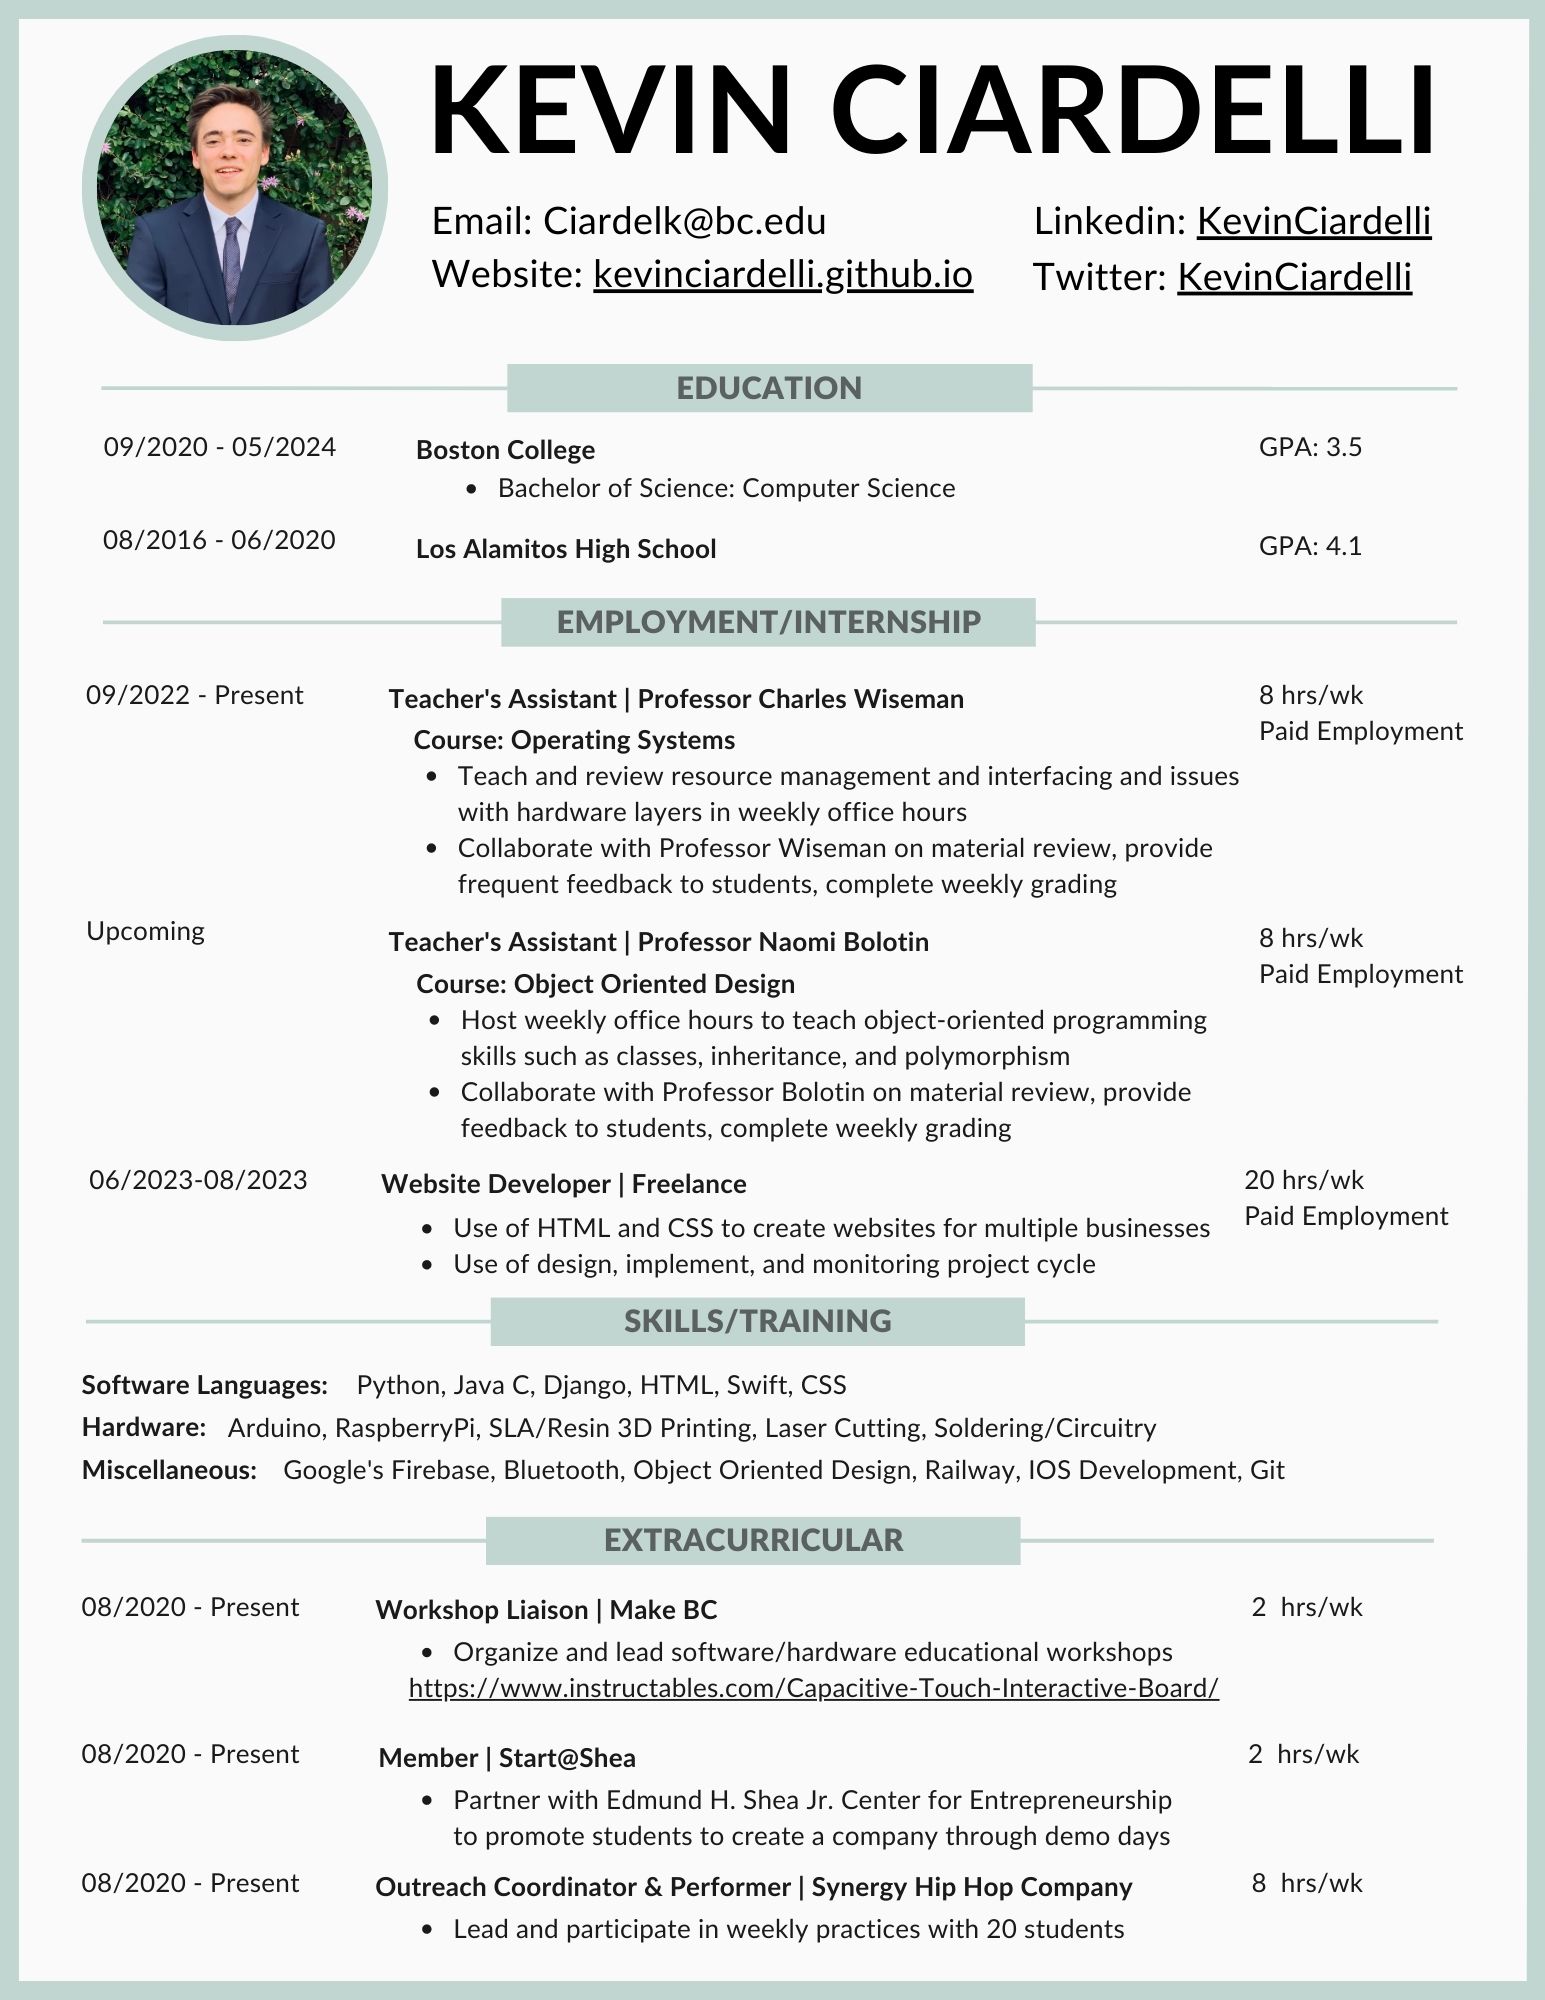 KEVIN CIARDELLI
Email: Ciardelk@bc.edu
Linkedin: KevinCiardelli
Website: kevinciardelli.github.io
Twitter: KevinCiardelli
EDUCATION
09/2020 - 05/2024 Boston College GPA: 3.5
• Bachelor of Science: Computer Science
08/2016 - 06/2020 Los Alamitos High School GPA: 4.1
EMPLOYMENT/INTERNSHIP
09/2022 - Present Teacher's Assistant | Professor Charles Wiseman 8 hrs/wk
Paid Employment
Course: Operating Systems
• Teach and review resource management and interfacing and issues
with hardware layers in weekly office hours
• Collaborate with Professor Wiseman on material review, provide
frequent feedback to students, complete weekly grading
Upcoming Teacher's Assistant | Professor Naomi Bolotin 8 hrs/wk
Paid Employment
Course: Object Oriented Design
• Host weekly office hours to teach object-oriented programming
skills such as classes, inheritance, and polymorphism
• Collaborate with Professor Bolotin on material review, provide
feedback to students, complete weekly grading
06/2023-08/2023 Website Developer | Freelance 20 hrs/wk
Paid Employment
• Use of HTML and CSS to create websites for multiple businesses
• Use of design, implement, and monitoring project cycle
SKILLS/TRAINING
Software Languages: Python, Java C, Django, HTML, Swift, CSS
Hardware: Arduino, RaspberryPi, SLA/Resin 3D Printing, Laser Cutting, Soldering/Circuitry
Miscellaneous: Google's Firebase, Bluetooth, Object Oriented Design, Railway, IOS Development, Git
EXTRACURRICULAR
08/2020 - Present Workshop Liaison | Make BC 2 hrs/wk
• Organize and lead software/hardware educational workshops
https://www.instructables.com/Capacitive-Touch-Interactive-Board/
08/2020 - Present Member | Start@Shea 2 hrs/wk
• Partner with Edmund H. Shea Jr. Center for Entrepreneurship
to promote students to create a company through demo days
08/2020 - Present Outreach Coordinator & Performer | Synergy Hip Hop Company 8 hrs/wk
• Lead and participate in weekly practices with 20 students